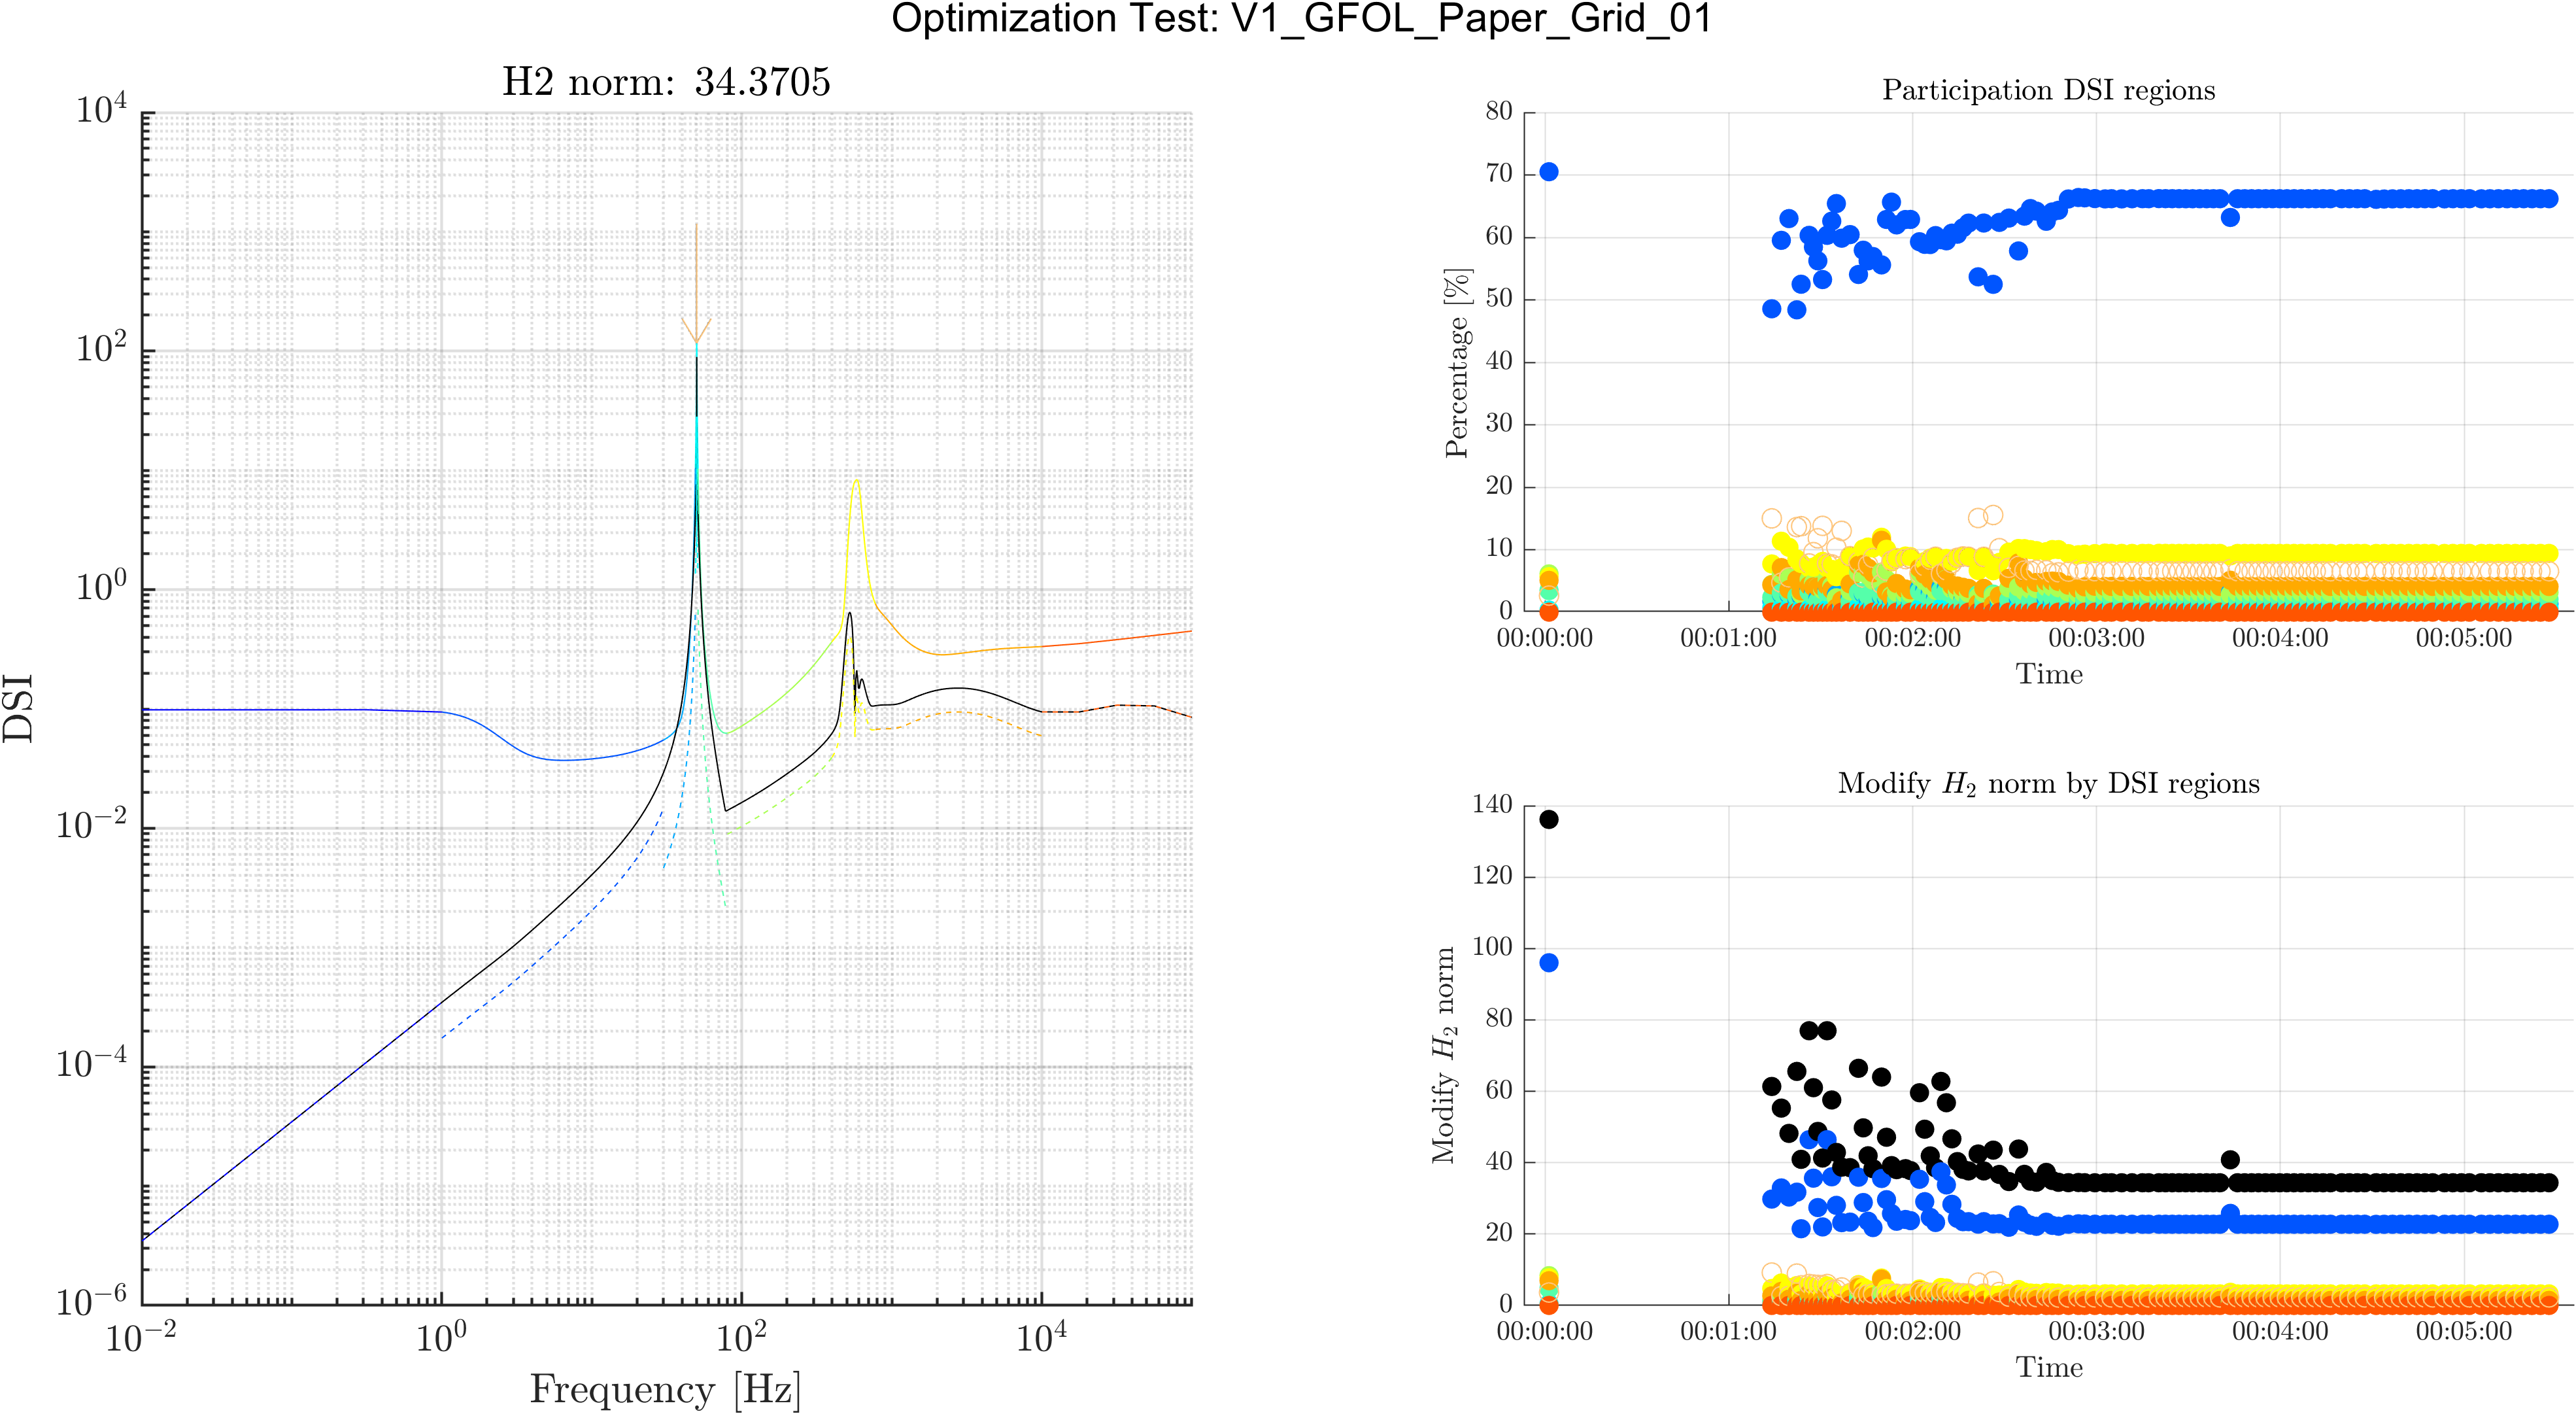 Optimization Test: V1_GFOL_Paper_Grid_01
H2 norm: 34.3705
10^4
10^2
10^0
10^-2
10^-4
10^-6
DSI
10^-2 10^0 10^2 10^4
Frequency [Hz]
Participation DSI regions
80
70
60
50
40
30
20
10
0
Percentage [%]
00:00:00 00:01:00 00:02:00 00:03:00 00:04:00 00:05:00
Time
Modify H_2 norm by DSI regions
140
120
100
80
60
40
20
0
Modify H_2 norm
00:00:00 00:01:00 00:02:00 00:03:00 00:04:00 00:05:00
Time